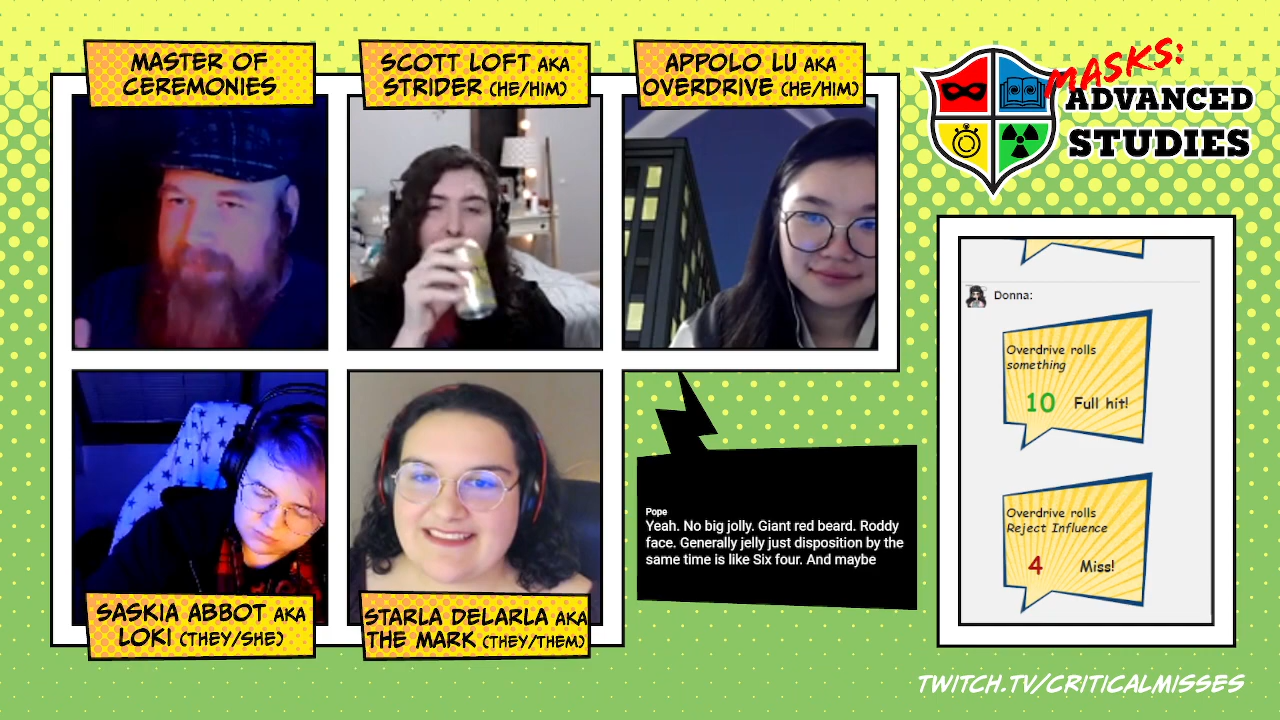 MASTER OF
CEREMONIES
SCOTT LOFT AKA
STRIDER (HE/HIM)
APPOLO LU AKA
OVERDRIVE (HE/HIM)
MASKS:
ADVANCED
STUDIES
Donna:
Overdrive rolls
something
10 Full hit!
Overdrive rolls
Reject Influence
4 Miss!
SASKIA ABBOT AKA
LOKI (THEY/SHE)
STARLA DELARLA AKA
THE MARK (THEY/THEM)
Pope
Yeah. No big jolly. Giant red beard. Roddy
face. Generally jelly just disposition by the
same time is like Six four. And maybe
TWITCH.TV/CRITICALMISSES